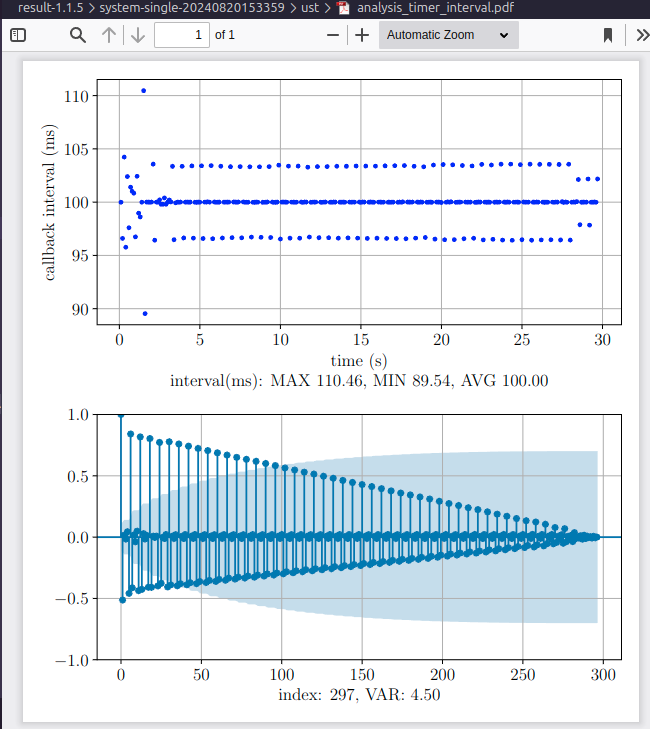 result-1.1.5 > system-single-20240820153359 > ust > analysis_timer_interval.pdf
1 of 1
Automatic Zoom
callback interval (ms)
110
105
100
95
90
0 5 10 15 20 25 30
time (s)
interval(ms): MAX 110.46, MIN 89.54, AVG 100.00
1.0
0.5
0.0
−0.5
−1.0
0 50 100 150 200 250 300
index: 297, VAR: 4.50